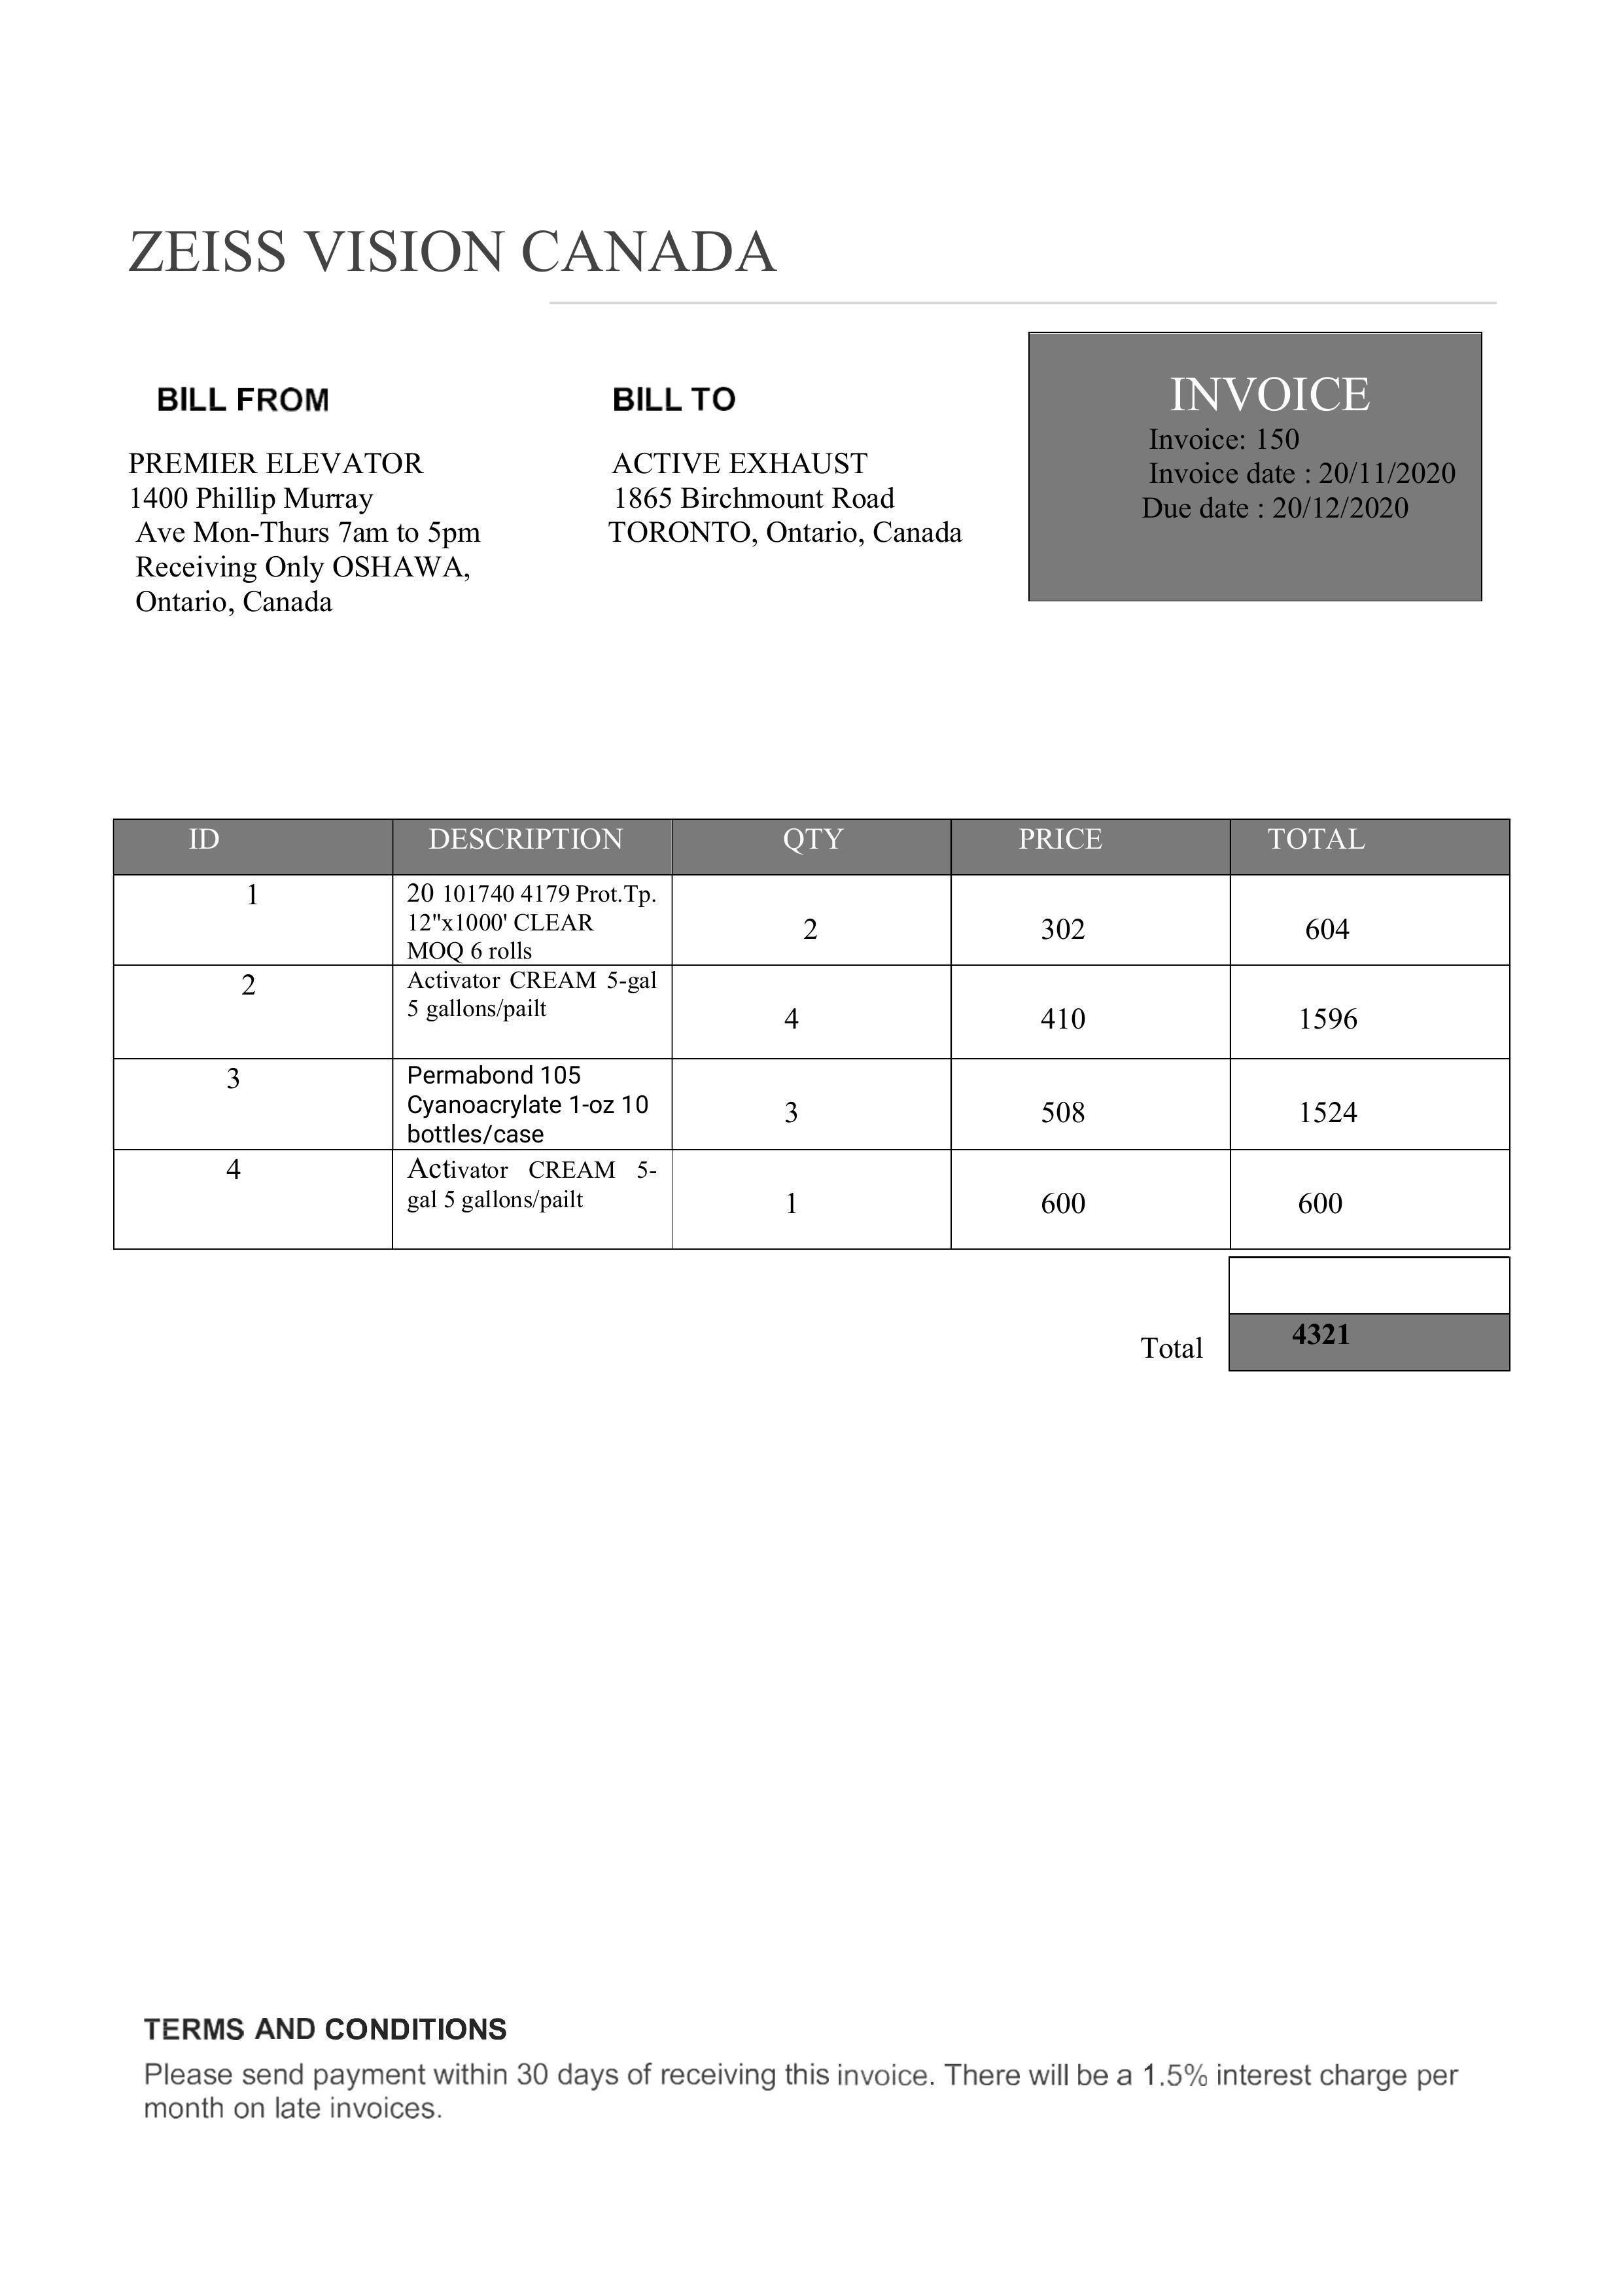 ZEISS VISION CANADA
BILL FROM
PREMIER ELEVATOR
1400 Phillip Murray
Ave Mon-Thurs 7am to 5pm
Receiving Only OSHAWA,
Ontario, Canada
BILL TO
ACTIVE EXHAUST
1865 Birchmount Road
TORONTO, Ontario, Canada
INVOICE
Invoice: 150
Invoice date : 20/11/2020
Due date : 20/12/2020
ID DESCRIPTION QTY PRICE TOTAL
1 20 101740 4179 Prot.Tp.
12"x1000' CLEAR
MOQ 6 rolls
2 302 604
2 Activator CREAM 5-gal
5 gallons/pailt
4 410 1596
3 Permabond 105
Cyanoacrylate 1-oz 10
bottles/case
3 508 1524
4 Activator CREAM 5-
gal 5 gallons/pailt
1 600 600
Total 4321
TERMS AND CONDITIONS
Please send payment within 30 days of receiving this invoice. There will be a 1.5% interest charge per
month on late invoices.